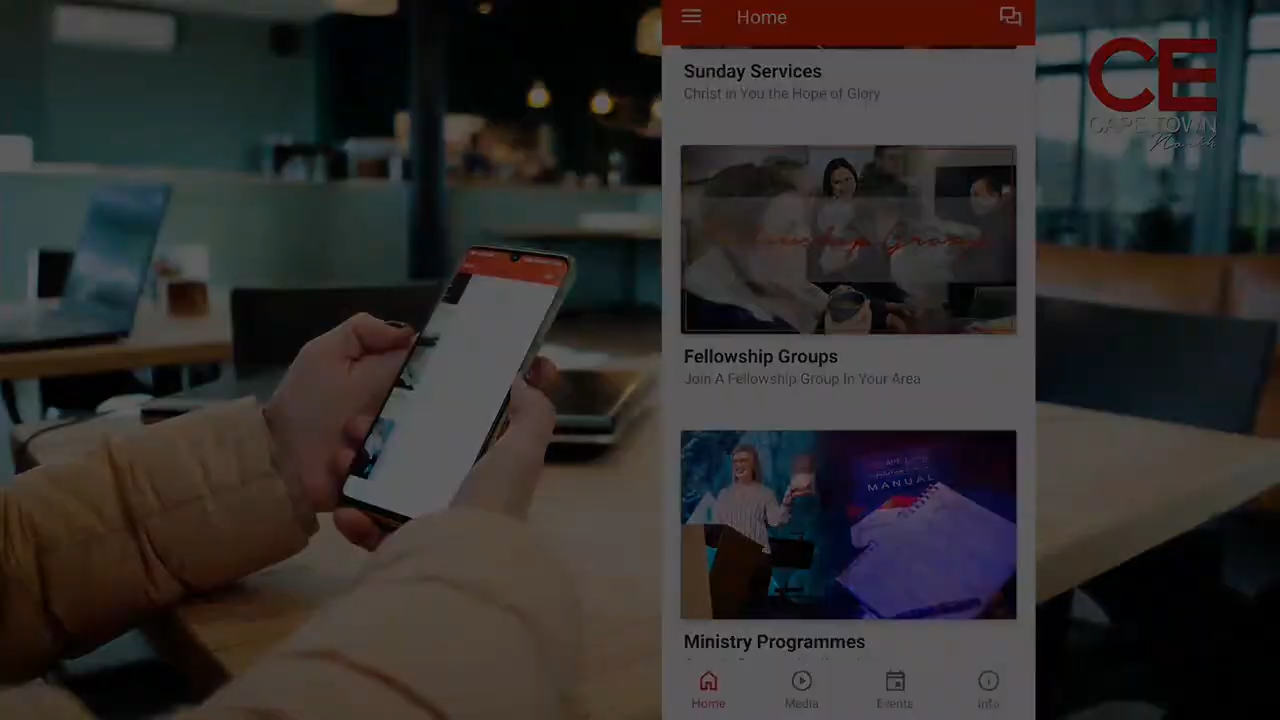 Home
CE
CAPE TOWN
North
Sunday Services
Christ in You the Hope of Glory
Fellowship Groups
Join A Fellowship Group In Your Area
MANUAL
Ministry Programmes
Home
Media
Events
Info